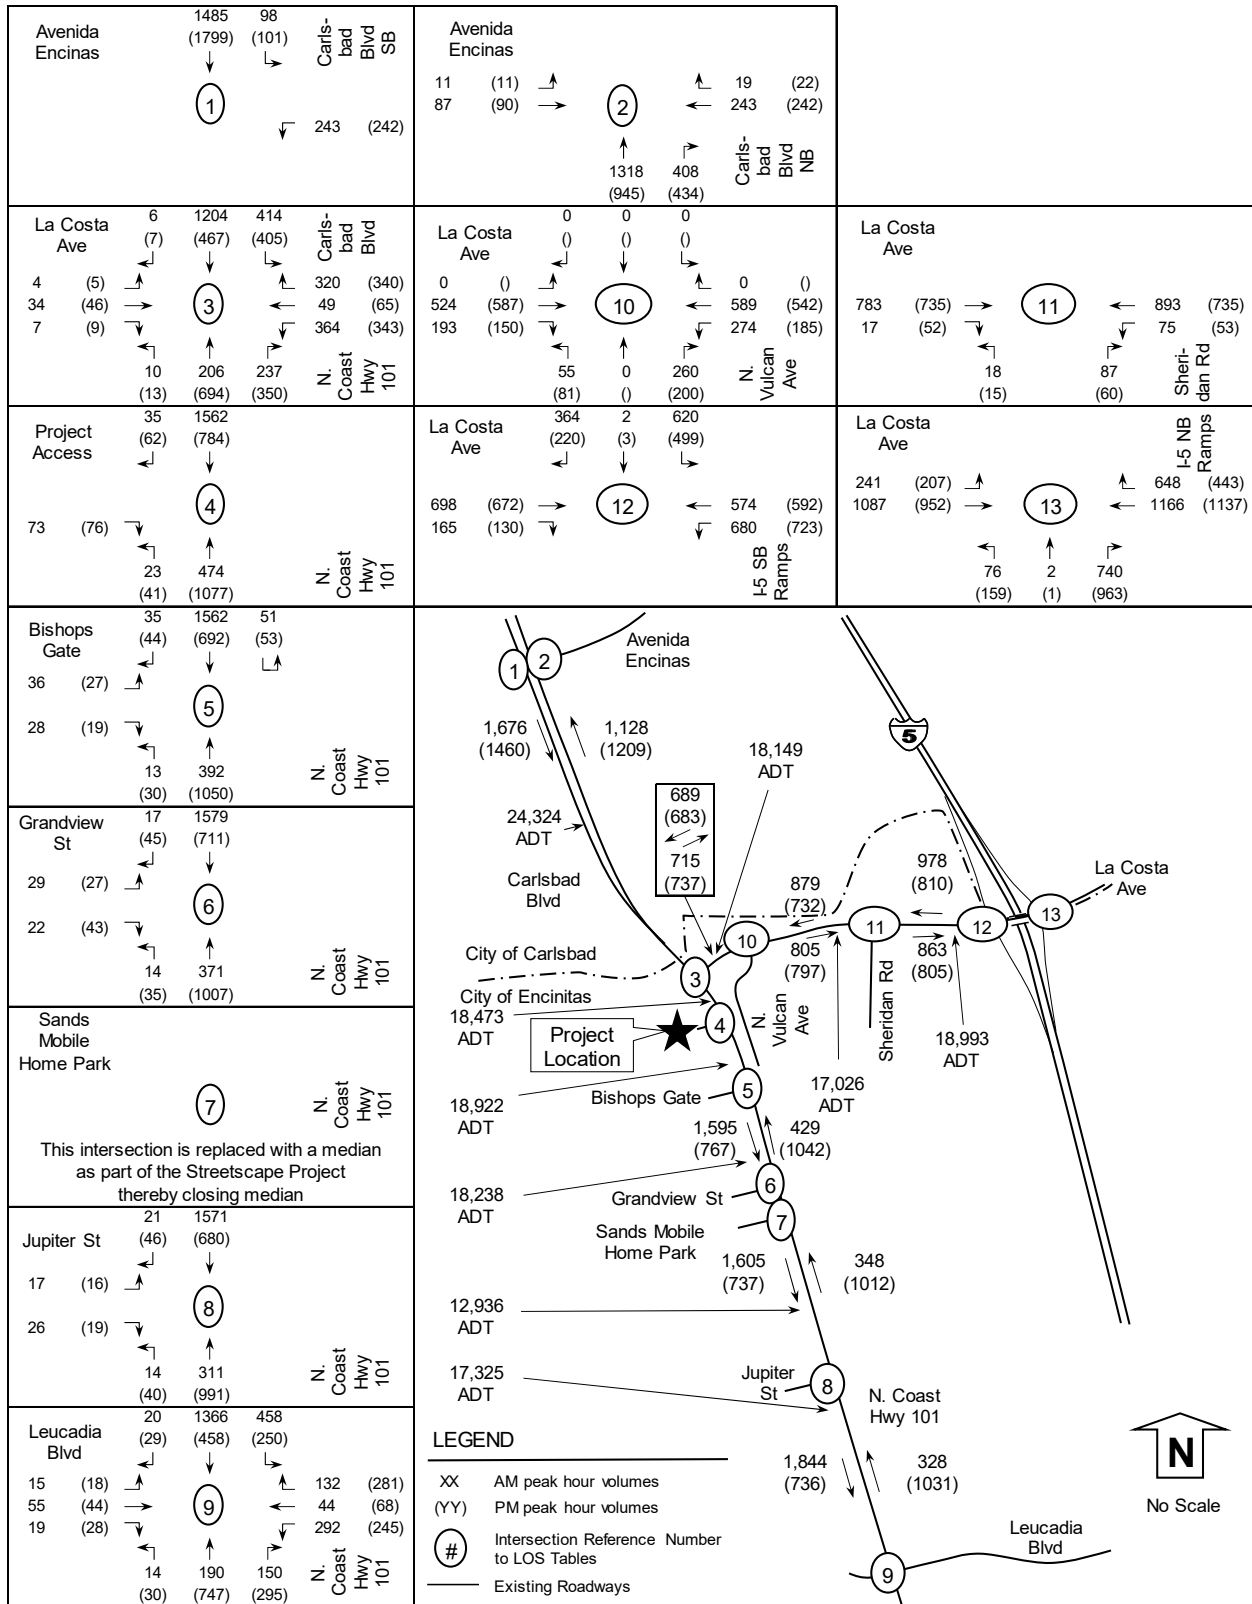 Avenida
Encinas
1485 98
(1799) (101)
Carls-
bad
Blvd
SB
1
243 (242)
Avenida
Encinas
11 (11)
87 (90)
2
19 (22)
243 (242)
1318 408
(945) (434)
Carls-
bad
Blvd
NB
La Costa
Ave
6 1204 414
(7) (467) (405)
Carls-
bad
Blvd
4 (5)
34 (46)
7 (9)
3
320 (340)
49 (65)
364 (343)
10 206 237
(13) (694) (350)
N.
Coast
Hwy
101
La Costa
Ave
0 0 0
() () ()
0 ()
524 (587)
193 (150)
10
0 ()
589 (542)
274 (185)
55 0 260
(81) () (200)
N.
Vulcan
Ave
La Costa
Ave
783 (735)
17 (52)
11
893 (735)
75 (53)
18 87
(15) (60)
Sheri-
dan Rd
Project
Access
35 1562
(62) (784)
4
73 (76)
23 474
(41) (1077)
N.
Coast
Hwy
101
La Costa
Ave
364 2 620
(220) (3) (499)
698 (672)
165 (130)
12
574 (592)
680 (723)
I-5 SB
Ramps
La Costa
Ave
I-5 NB
Ramps
241 (207)
1087 (952)
13
648 (443)
1166 (1137)
76 2 740
(159) (1) (963)
Bishops
Gate
35 1562 51
(44) (692) (53)
36 (27)
28 (19)
5
13 392
(30) (1050)
N.
Coast
Hwy
101
Grandview
St
17 1579
(45) (711)
29 (27)
22 (43)
6
14 371
(35) (1007)
N.
Coast
Hwy
101
Sands
Mobile
Home Park
7
N.
Coast
Hwy
101
This intersection is replaced with a median
as part of the Streetscape Project
thereby closing median
Jupiter St
21 1571
(46) (680)
17 (16)
26 (19)
8
14 311
(40) (991)
N.
Coast
Hwy
101
Leucadia
Blvd
20 1366 458
(29) (458) (250)
15 (18)
55 (44)
19 (28)
9
132 (281)
44 (68)
292 (245)
14 190 150
(30) (747) (295)
N.
Coast
Hwy
101
1
2
Avenida
Encinas
5
1,676
(1460)
1,128
(1209)
18,149
ADT
689
(683)
715
(737)
24,324
ADT
Carlsbad
Blvd
978
(810)
La Costa
Ave
879
(732)
10
11
12
13
805
(797)
863
(805)
City of Carlsbad
3
City of Encinitas
18,473
ADT
4
Project
Location
N.
Vulcan
Ave
Sheridan Rd
18,993
ADT
17,026
ADT
18,922
ADT
Bishops Gate
5
1,595
(767)
429
(1042)
18,238
ADT
Grandview St
6
Sands Mobile
Home Park
7
1,605
(737)
348
(1012)
12,936
ADT
17,325
ADT
Jupiter
St
8
N. Coast
Hwy 101
1,844
(736)
328
(1031)
Leucadia
Blvd
9
N
No Scale
LEGEND
XX AM peak hour volumes
(YY) PM peak hour volumes
# Intersection Reference Number
to LOS Tables
Existing Roadways